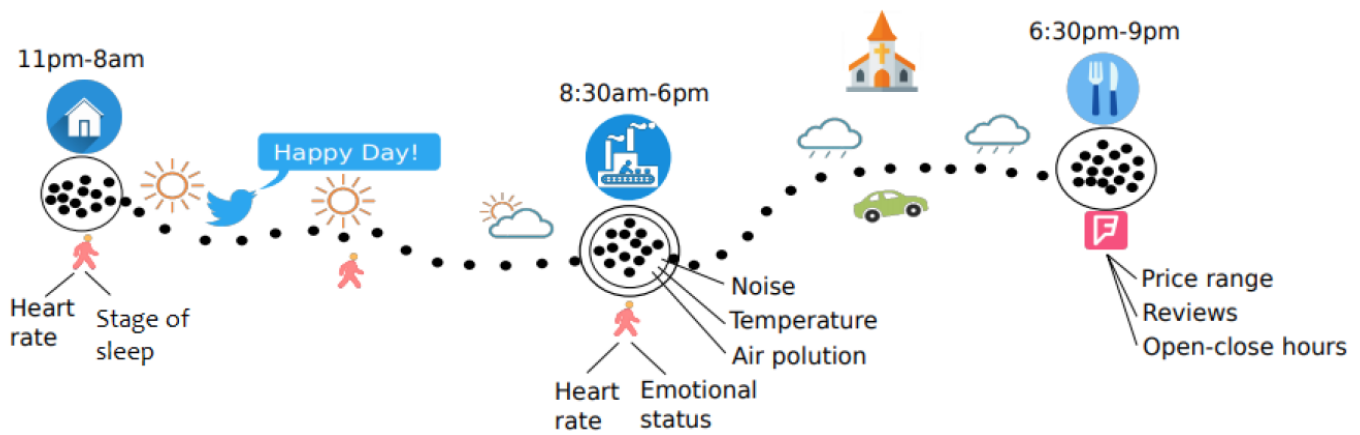 11pm-8am
Happy Day!
Heart
rate
Stage of
sleep
8:30am-6pm
Noise
Temperature
Air polution
Heart
rate
Emotional
status
6:30pm-9pm
Price range
Reviews
Open-close hours